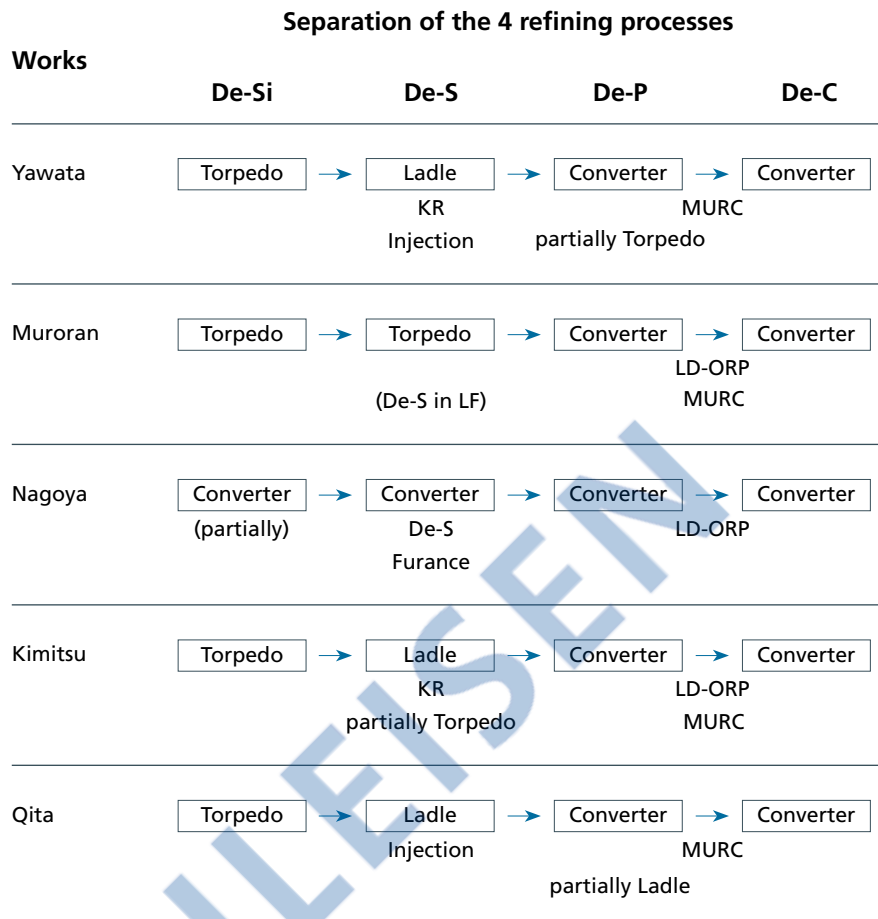 Separation of the 4 refining processes
Works
De-Si De-S De-P De-C
Yawata Torpedo Ladle Converter Converter
KR MURC
Injection partially Torpedo
Muroran Torpedo Torpedo Converter Converter
LD-ORP
(De-S in LF) MURC
Nagoya Converter Converter Converter Converter
(partially) De-S LD-ORP
Furance
Kimitsu Torpedo Ladle Converter Converter
KR LD-ORP
partially Torpedo MURC
Qita Torpedo Ladle Converter Converter
Injection MURC
partially Ladle